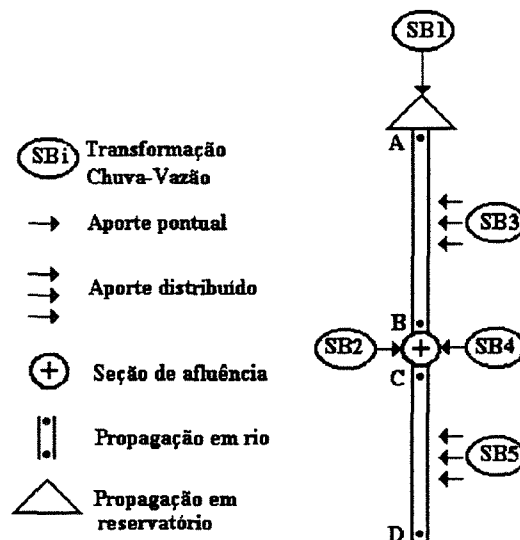 SB1
A
SBi
Transformação
Chuva-Vazão
Aporte pontual
SB3
Aporte distribuído
B
SB2
+
SB4
+
Seção de afluência
C
Propagação em rio
SB5
Propagação em
reservatório
D